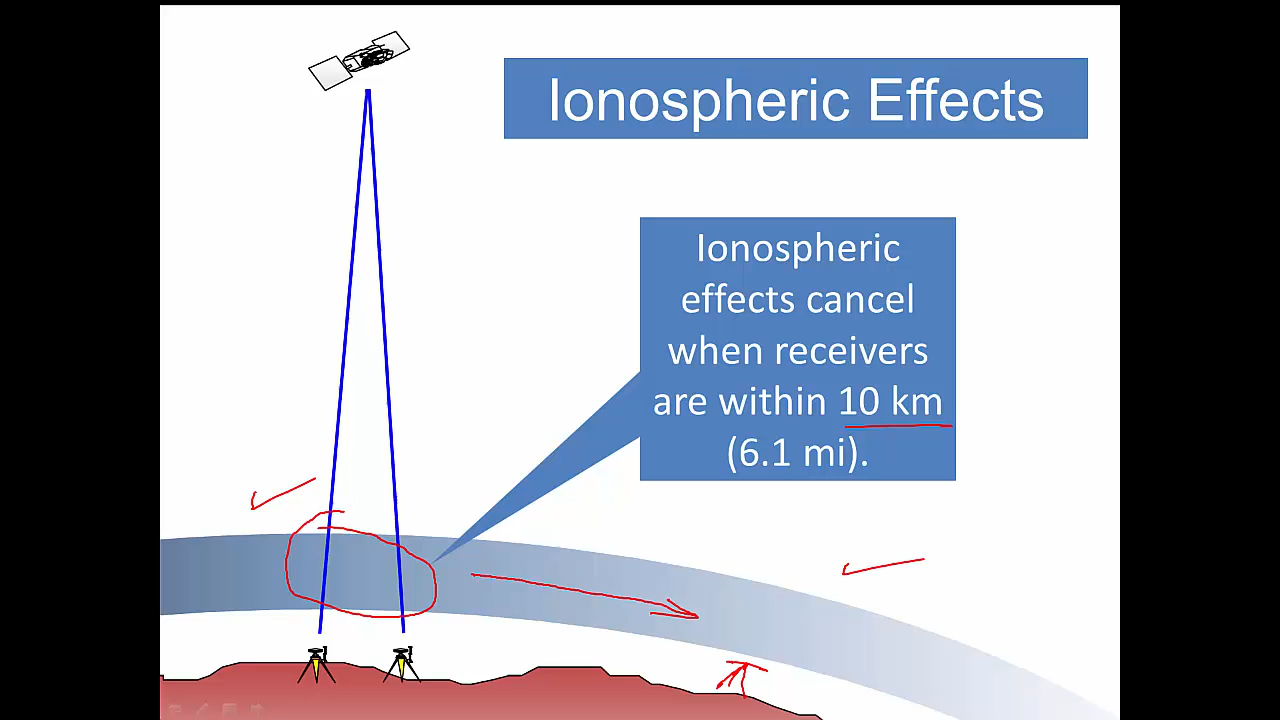 Ionospheric Effects
Ionospheric
effects cancel
when receivers
are within 10 km
(6.1 mi).